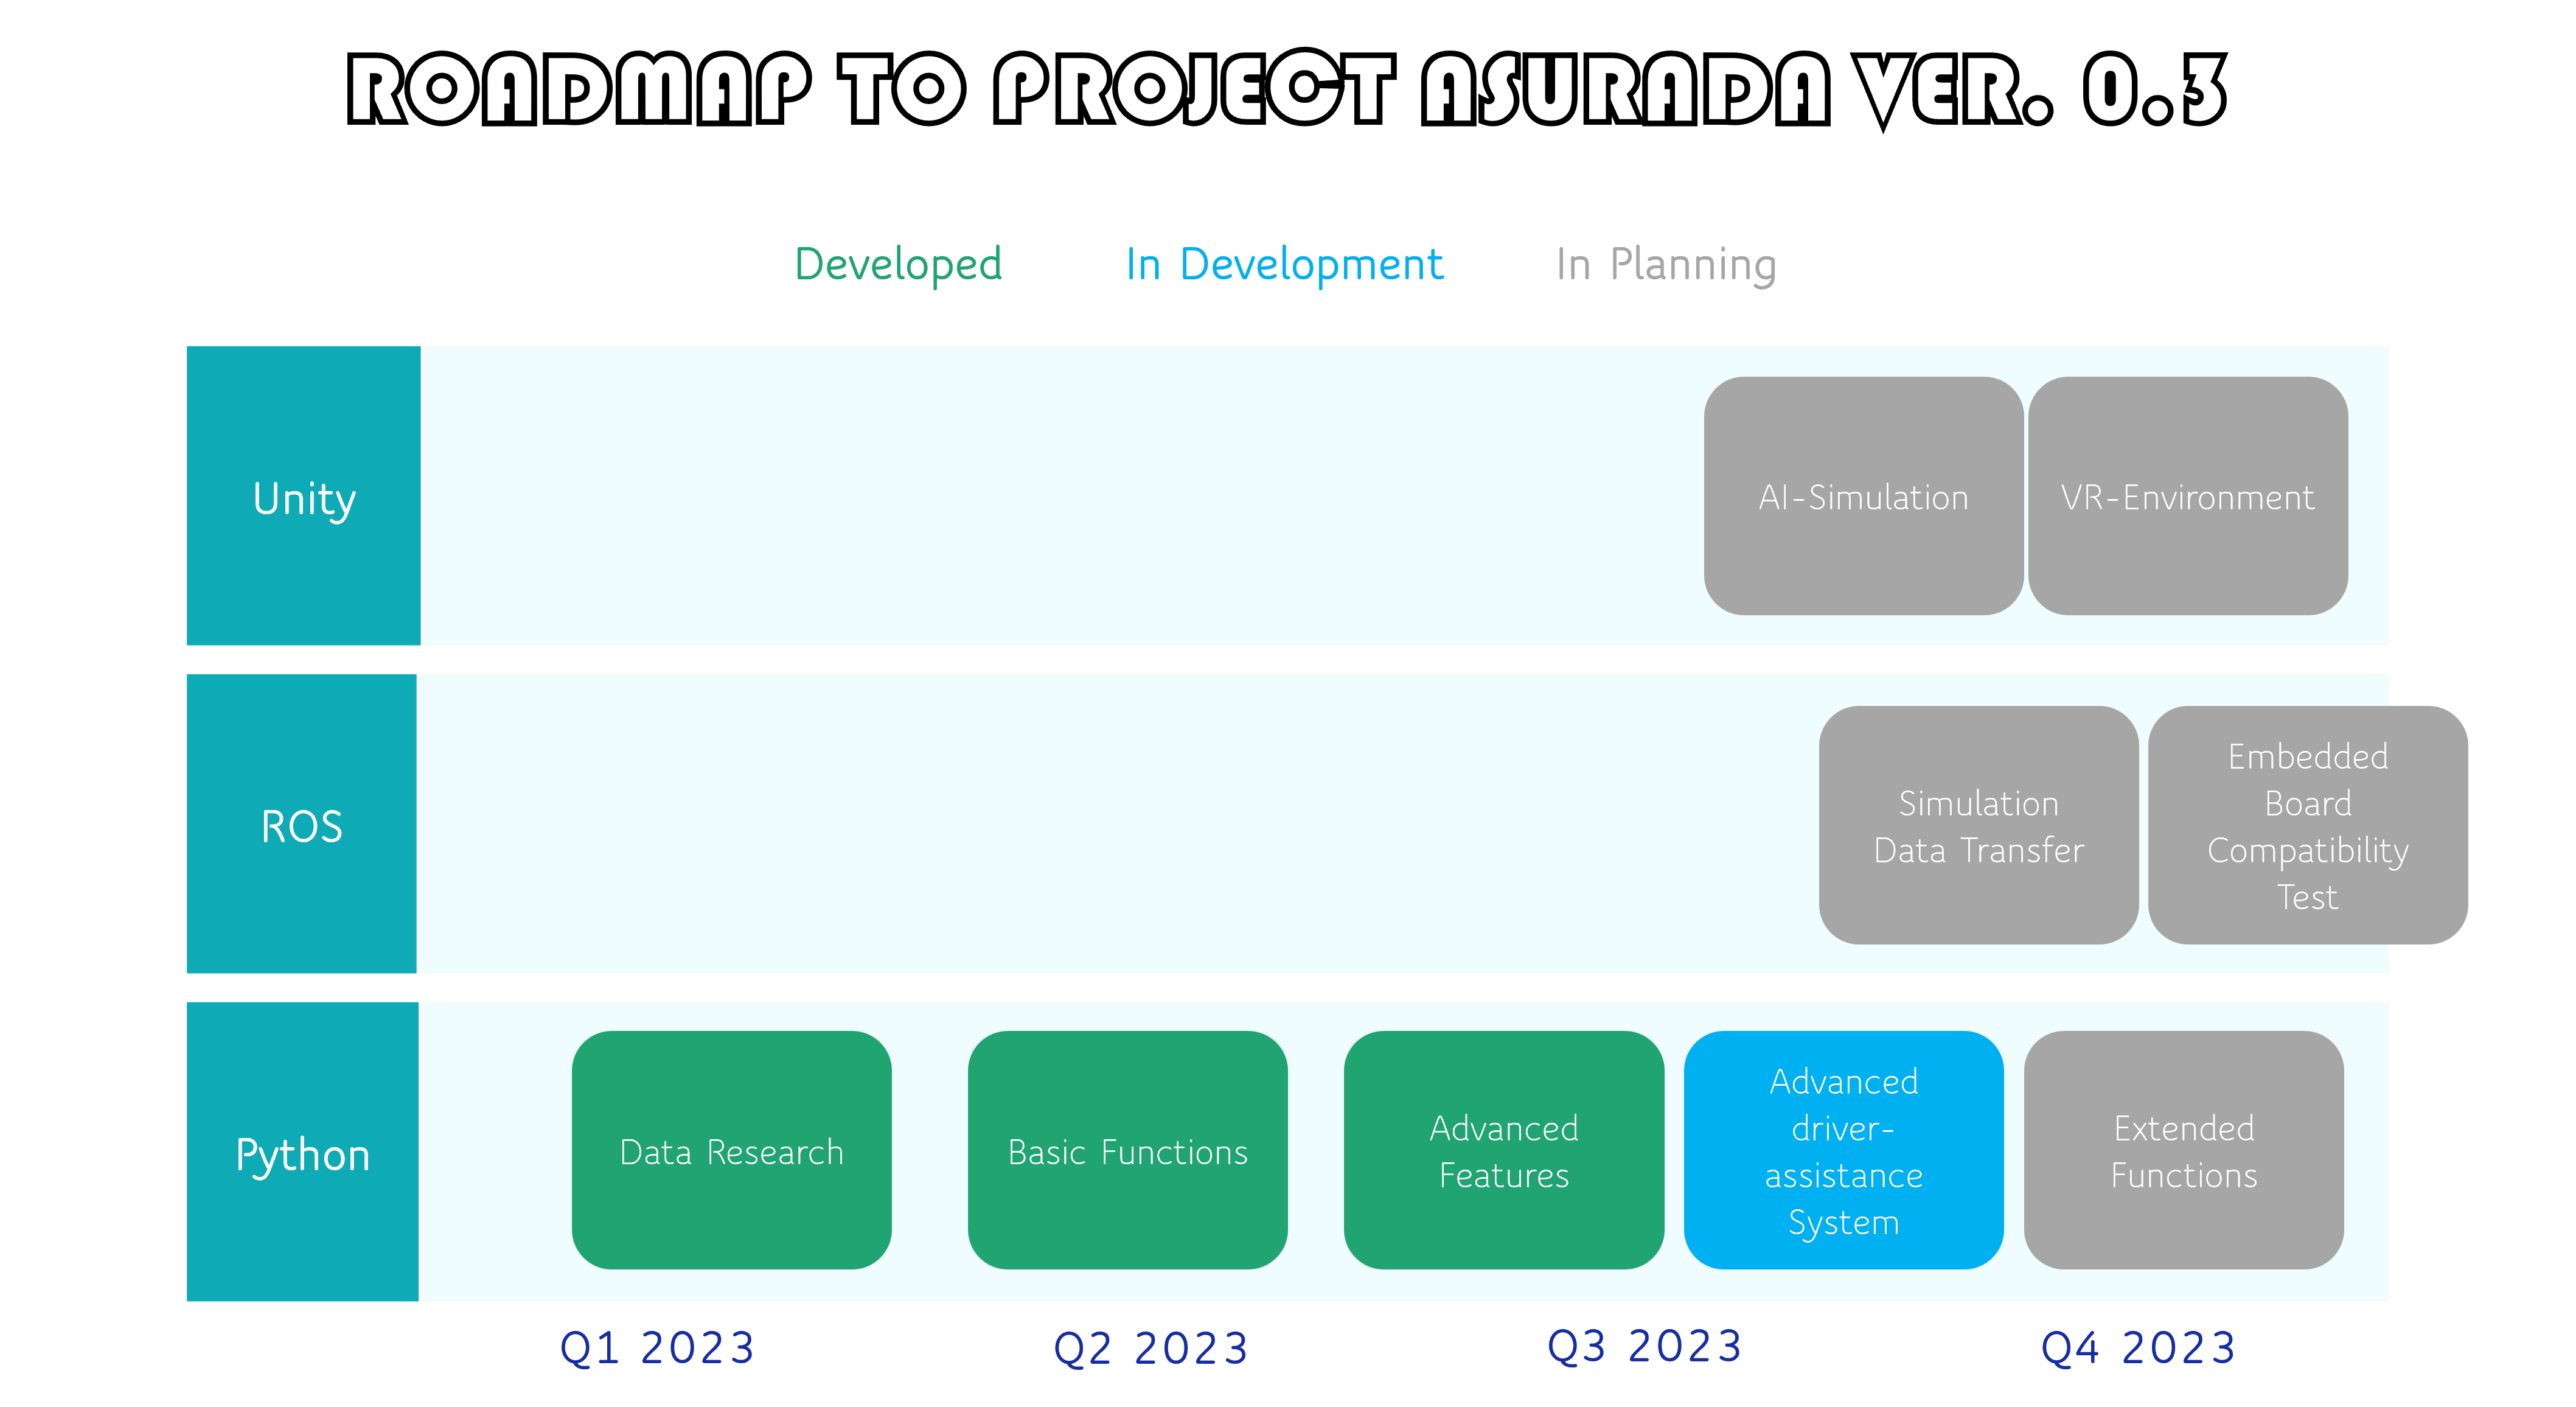 ROADMAP TO PROJECT ASURADA VER. 0.3
Developed
In Development
In Planning
Unity
AI-Simulation
VR-Environment
ROS
Simulation
Data Transfer
Embedded
Board
Compatibility
Test
Python
Data Research
Basic Functions
Advanced
Features
Advanced
driver-
assistance
System
Extended
Functions
Q1 2023
Q2 2023
Q3 2023
Q4 2023